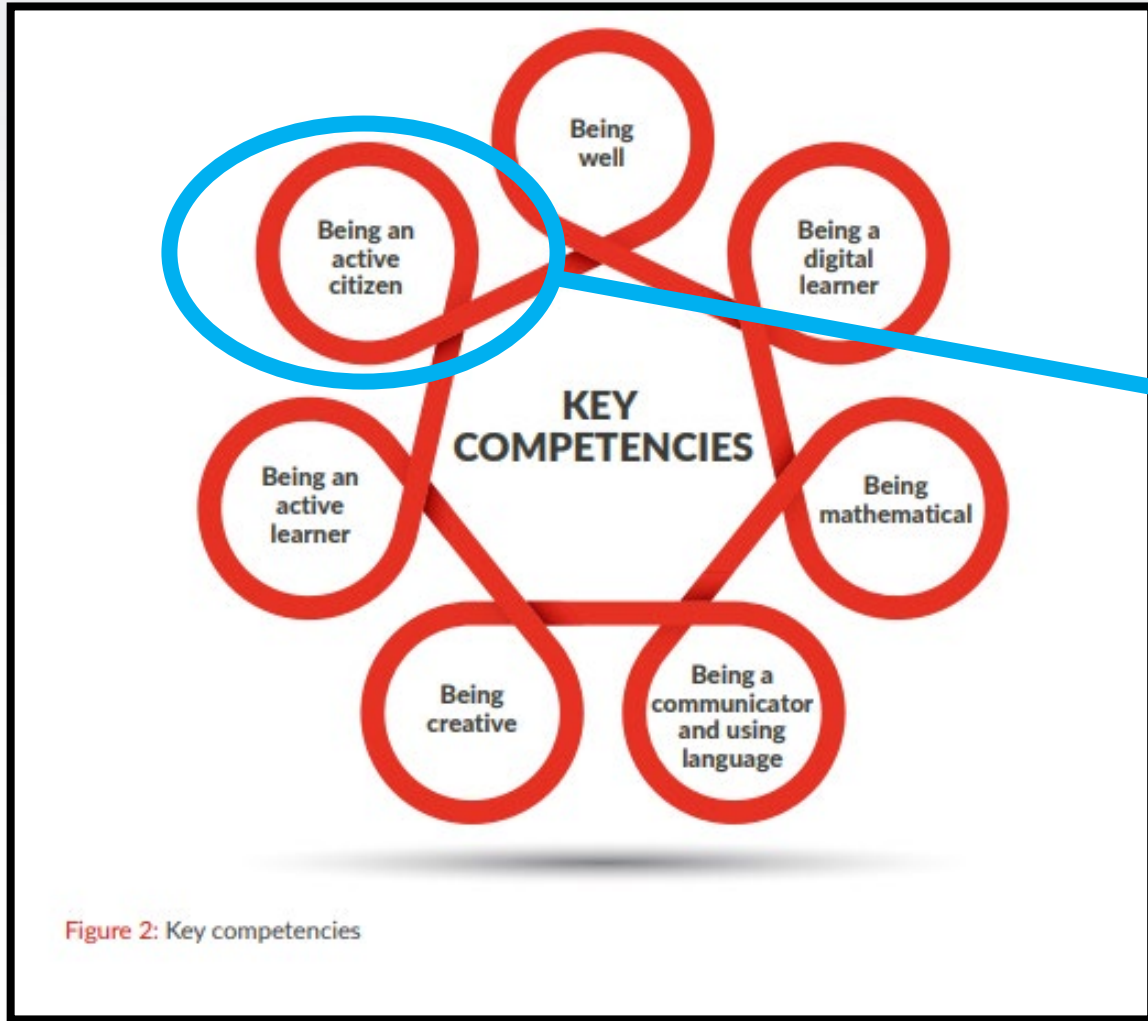 Being
well
Being an
active
citizen
Being a
digital
learner
KEY
COMPETENCIES
Being an
active
learner
Being
mathematical
Being
creative
Being a
communicator
and using
language
Figure 2: Key competencies